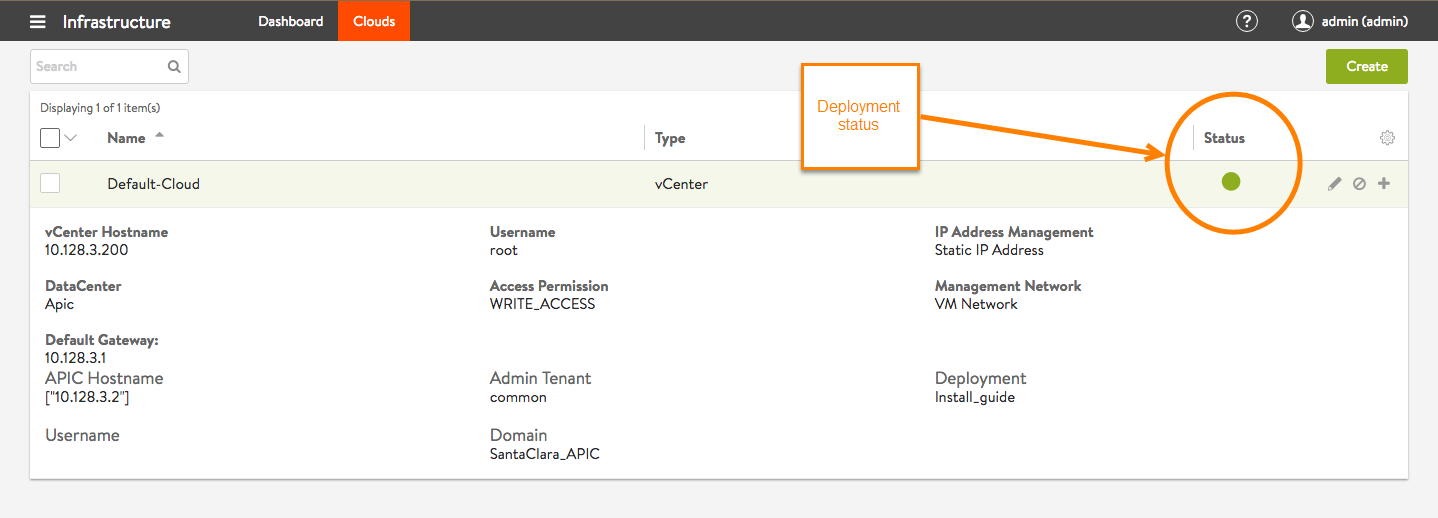 Infrastructure Dashboard Clouds ? admin (admin)
Search Create
Displaying 1 of 1 item(s)
Deployment
status
Name Type Status
Default-Cloud vCenter
vCenter Hostname Username IP Address Management
10.128.3.200 root Static IP Address
DataCenter Access Permission Management Network
Apic WRITE_ACCESS VM Network
Default Gateway:
10.128.3.1
APIC Hostname Admin Tenant Deployment
["10.128.3.2"] common Install_guide
Username Domain
SantaClara_APIC